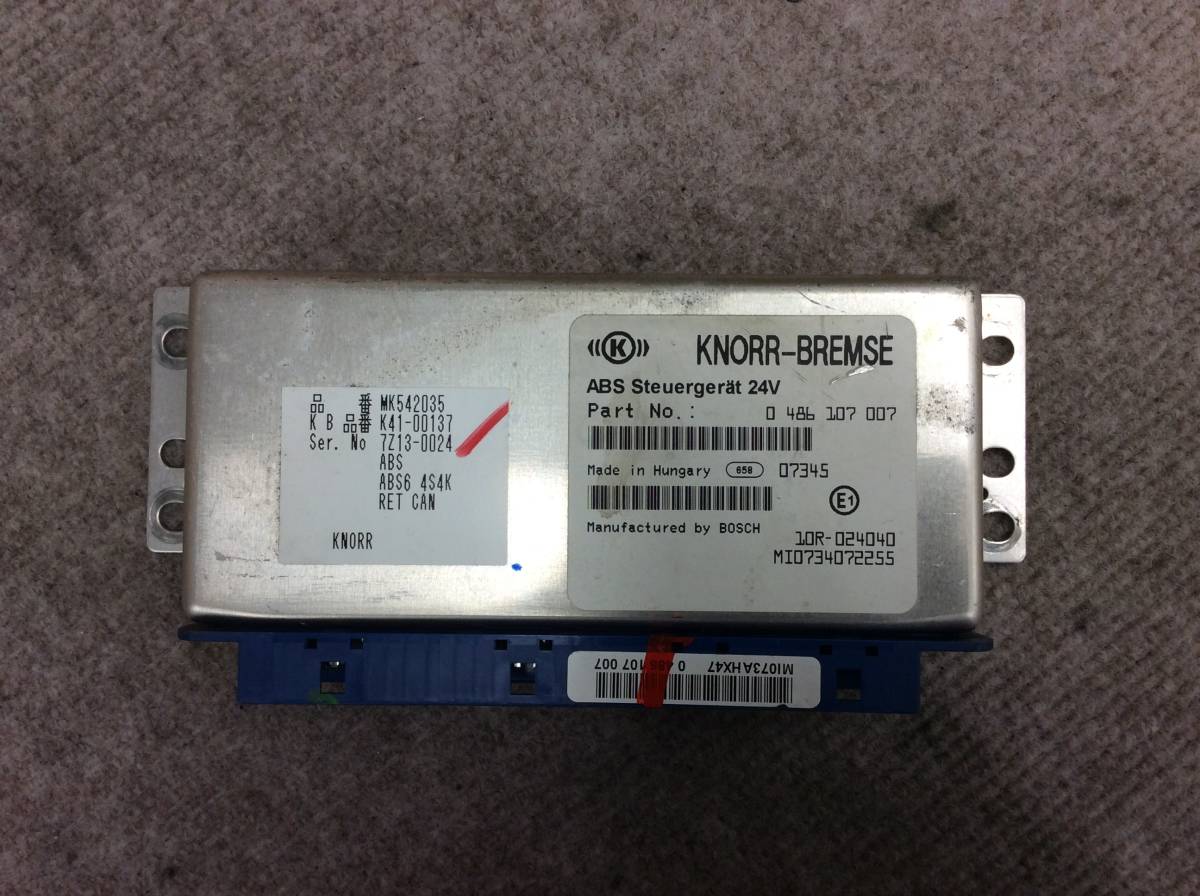 品 番 MK542035
K B 品番 K41-00137
Ser. No 7Z13-0024
ABS
ABS6 4S4K
RET CAN
KNORR
((K)) KNORR-BREMSE
ABS Steuergerät 24V
Part No.: 0 486 107 007
Made in Hungary 658 07345
E1
Manufactured by BOSCH
10R-024040
MI0734072255
MI073AHX47 0 486 107 007